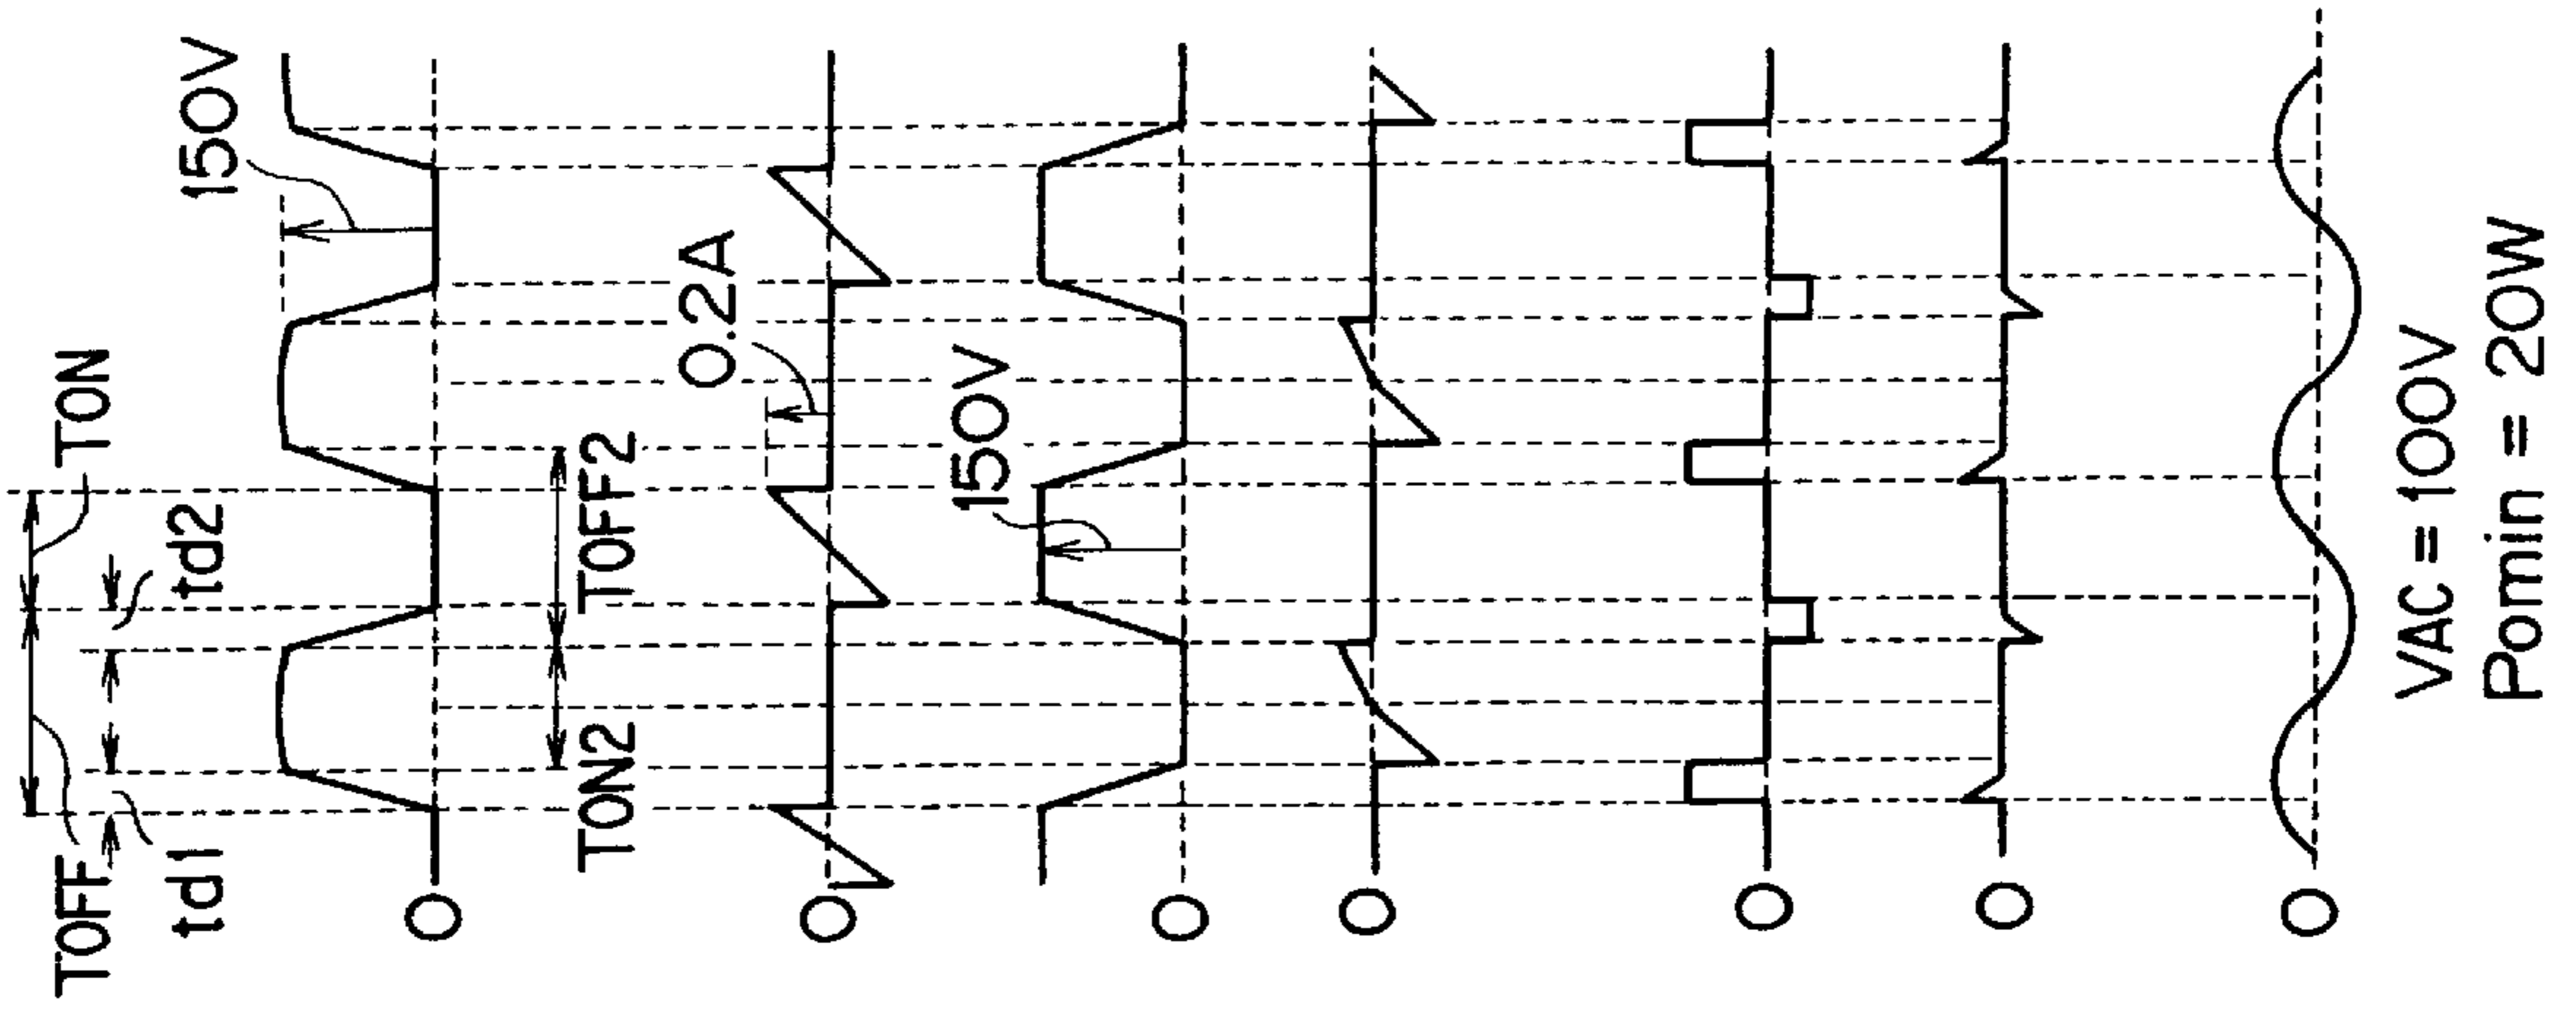 TOFF
TON
td1
td2
150V
0
TON2
TOFF2
0.2A
0
150V
0
0
0
0
0
VAC = 100V
Pomin = 20W